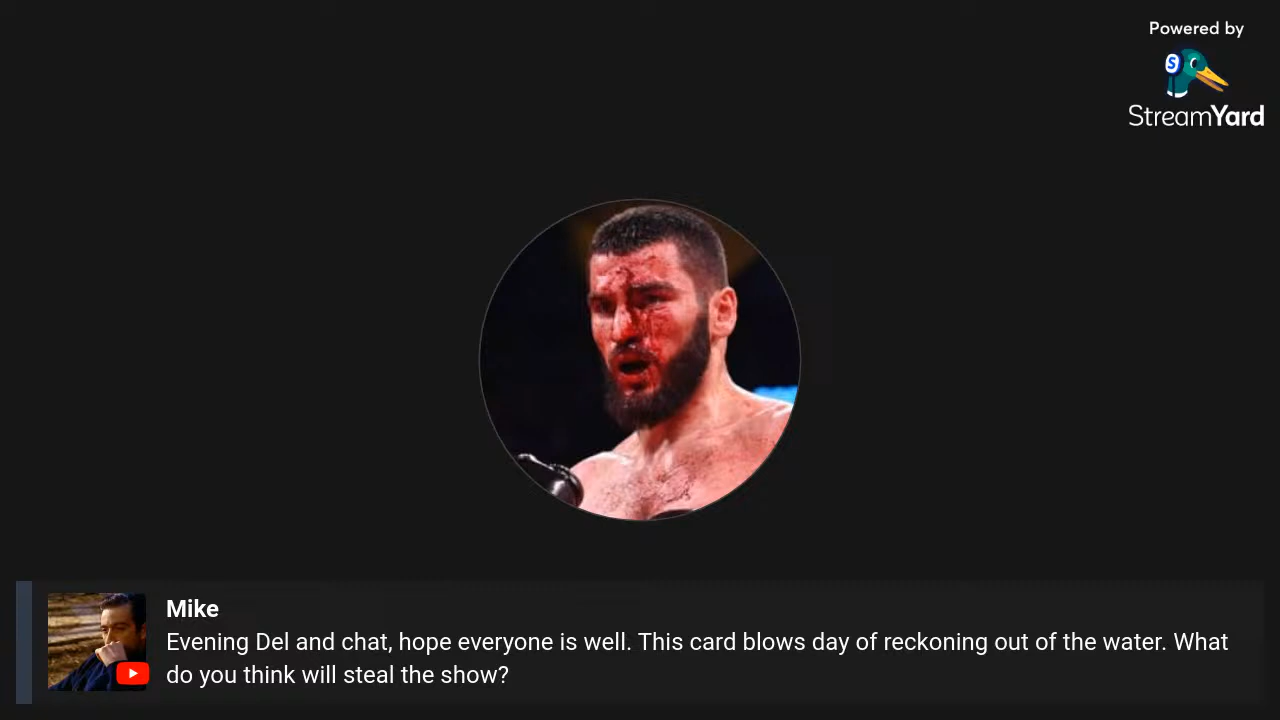 Powered by
S
StreamYard
Mike
Evening Del and chat, hope everyone is well. This card blows day of reckoning out of the water. What
do you think will steal the show?